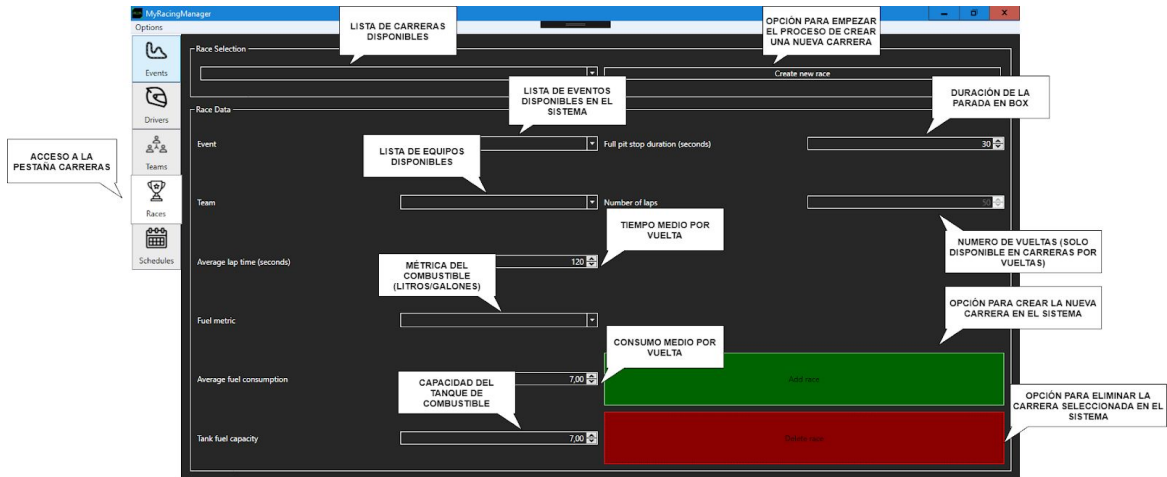 MyRacingManager
Options
LISTA DE CARRERAS
DISPONIBLES
OPCIÓN PARA EMPEZAR
EL PROCESO DE CREAR
UNA NUEVA CARRERA
Race Selection
Events
Create new race
LISTA DE EVENTOS
DISPONIBLES EN EL
SISTEMA
DURACIÓN DE LA
PARADA EN BOX
Race Data
Drivers
Event
Full pit stop duration (seconds)
30
ACCESO A LA
PESTAÑA CARRERAS
LISTA DE EQUIPOS
DISPONIBLES
Teams
Team
Number of laps
50
Races
TIEMPO MEDIO POR
VUELTA
NUMERO DE VUELTAS (SOLO
DISPONIBLE EN CARRERAS POR
VUELTAS)
Schedules
Average lap time (seconds)
120
MÉTRICA DEL
COMBUSTIBLE
(LITROS/GALONES)
OPCIÓN PARA CREAR LA NUEVA
CARRERA EN EL SISTEMA
Fuel metric
CONSUMO MEDIO POR
VUELTA
Average fuel consumption
7,00
Add race
CAPACIDAD DEL
TANQUE DE
COMBUSTIBLE
OPCIÓN PARA ELIMINAR LA
CARRERA SELECCIONADA EN EL
SISTEMA
Tank fuel capacity
7,00
Delete race